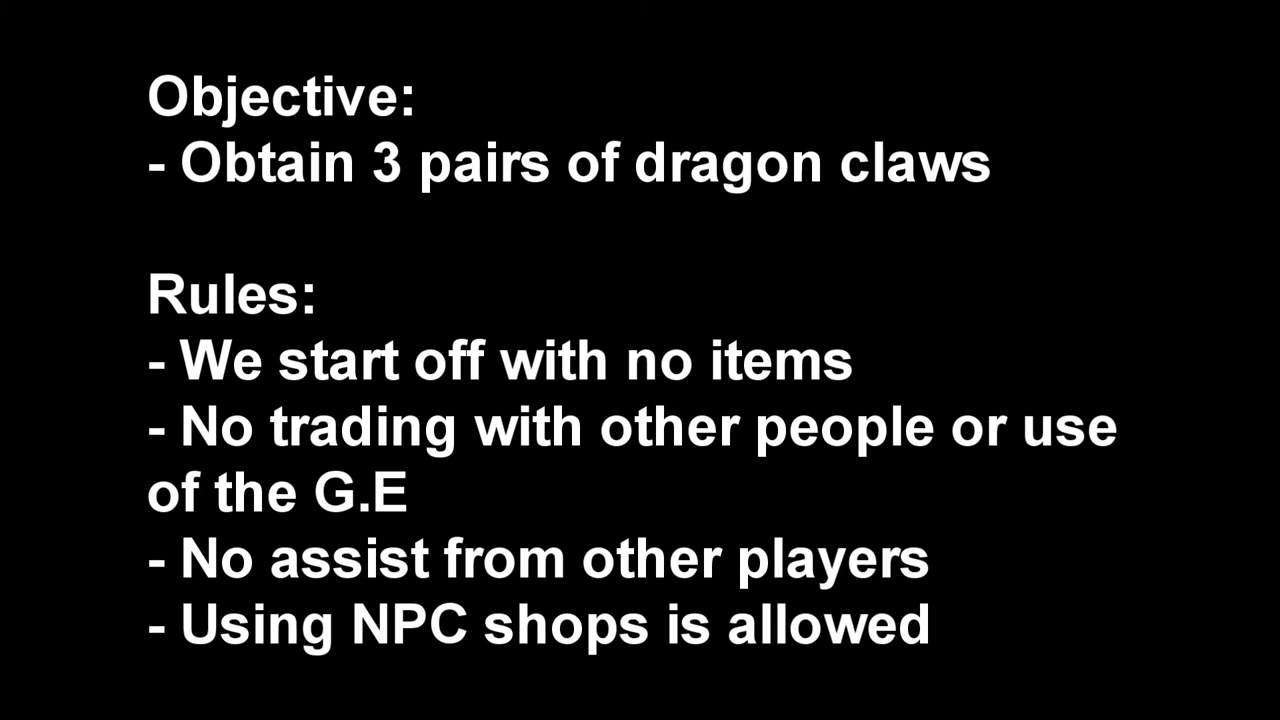 Objective:
- Obtain 3 pairs of dragon claws
Rules:
- We start off with no items
- No trading with other people or use
of the G.E
- No assist from other players
- Using NPC shops is allowed